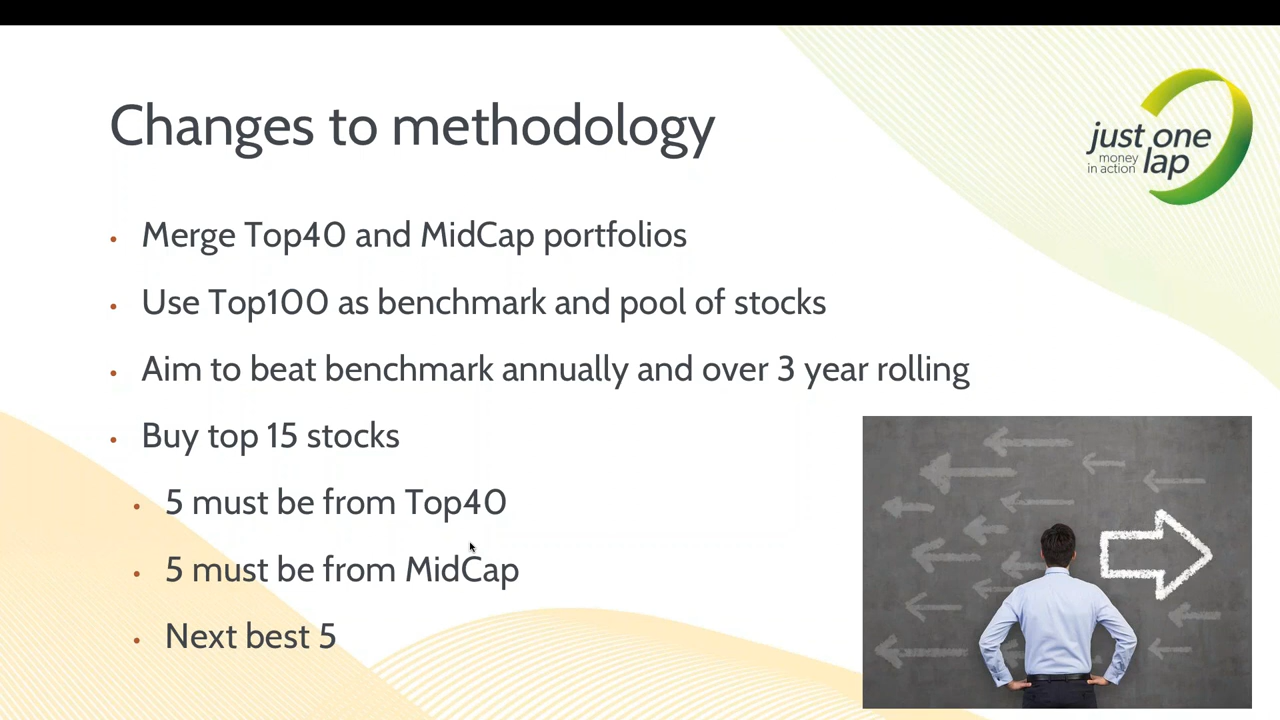 Changes to methodology
just one
money
in action lap
• Merge Top40 and MidCap portfolios
• Use Top100 as benchmark and pool of stocks
• Aim to beat benchmark annually and over 3 year rolling
• Buy top 15 stocks
• 5 must be from Top40
• 5 must be from MidCap
• Next best 5